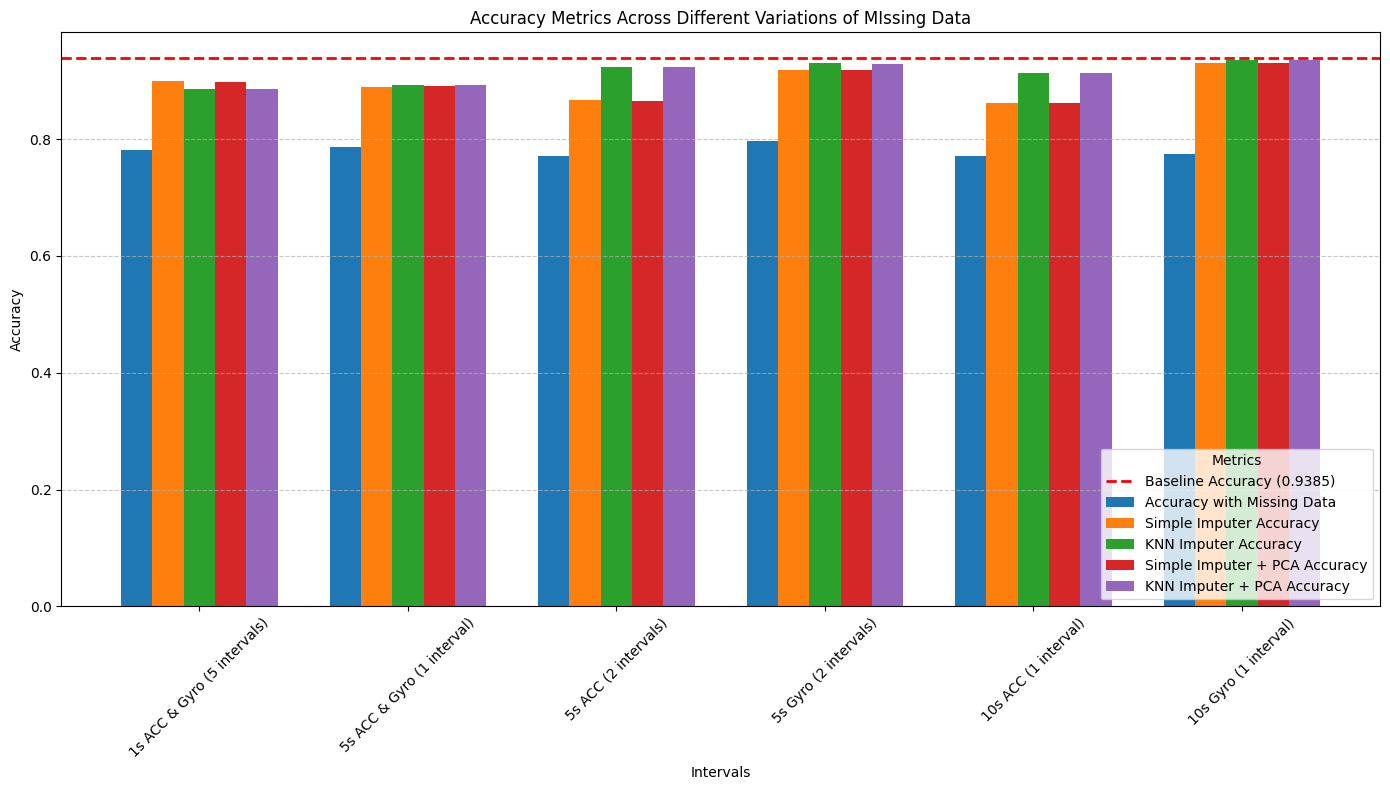 Accuracy Metrics Across Different Variations of MIssing Data
Accuracy
0.8
0.6
0.4
0.2
0.0
Metrics
Baseline Accuracy (0.9385)
Accuracy with Missing Data
Simple Imputer Accuracy
KNN Imputer Accuracy
Simple Imputer + PCA Accuracy
KNN Imputer + PCA Accuracy
1s ACC & Gyro (5 intervals)
5s ACC & Gyro (1 interval)
5s ACC (2 intervals)
5s Gyro (2 intervals)
10s ACC (1 interval)
10s Gyro (1 interval)
Intervals